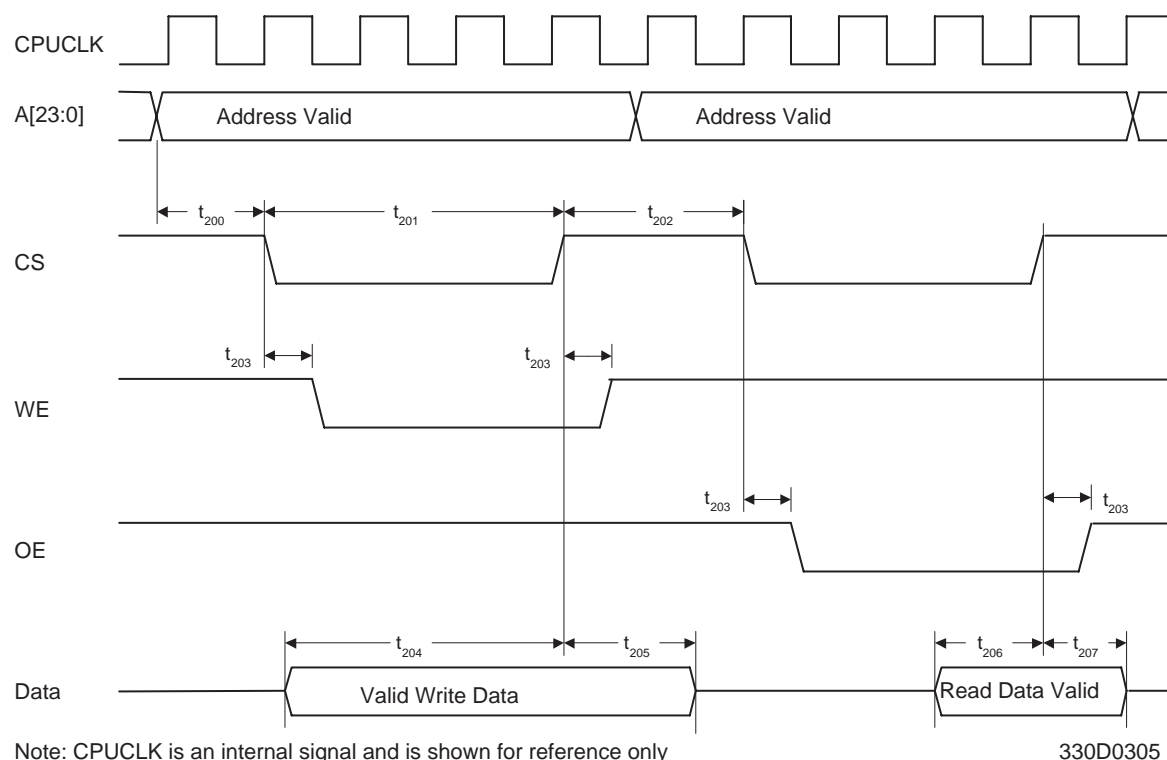 CPUCLK
A[23:0]
Address Valid
Address Valid
t200
t201
t202
CS
t203
t203
WE
t203
t203
OE
t204
t205
t206
t207
Data
Valid Write Data
Read Data Valid
Note: CPUCLK is an internal signal and is shown for reference only
330D0305